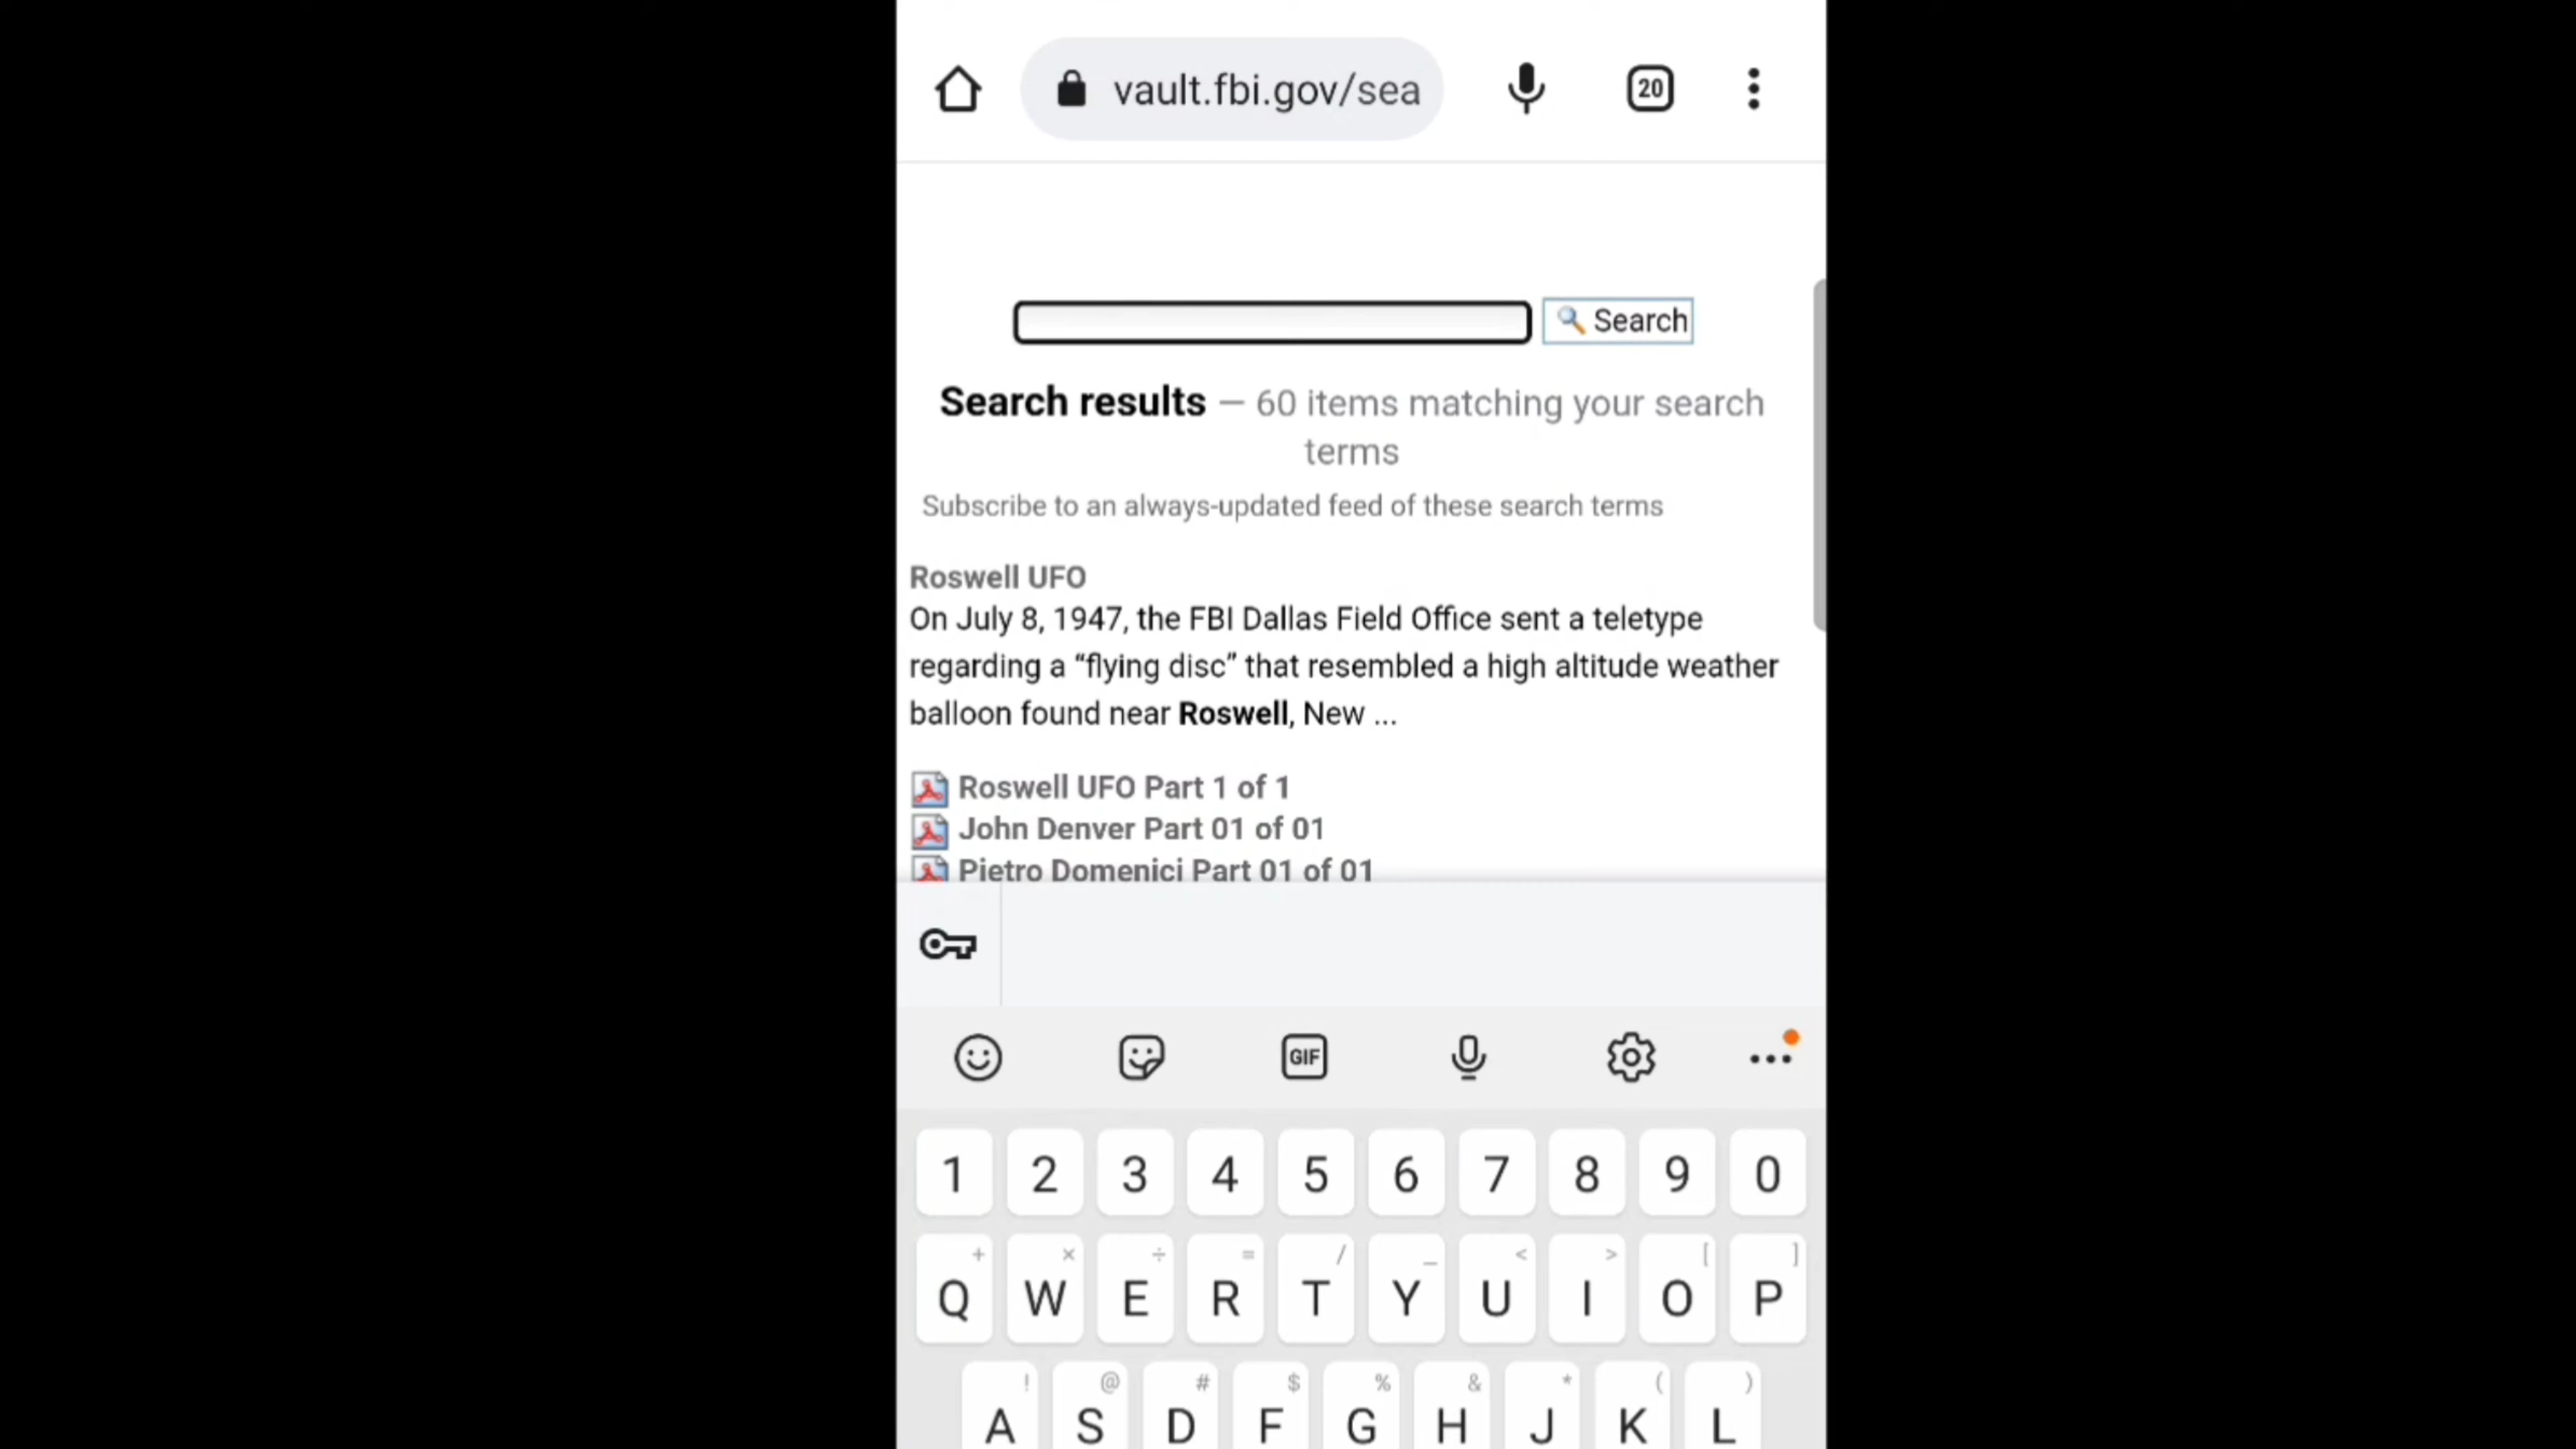 vault.fbi.gov/sea
20
Search
Search results — 60 items matching your search
terms
Subscribe to an always-updated feed of these search terms
Roswell UFO
On July 8, 1947, the FBI Dallas Field Office sent a teletype
regarding a “flying disc” that resembled a high altitude weather
balloon found near Roswell, New ...
Roswell UFO Part 1 of 1
John Denver Part 01 of 01
Pietro Domenici Part 01 of 01
GIF
1 2 3 4 5 6 7 8 9 0
+ × ÷ = / _ < > [ ]
Q W E R T Y U I O P
! @ # $ % & * ( )
A S D F G H J K L